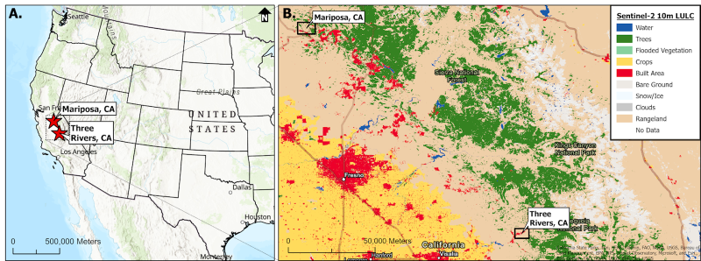 A.
N
Seattle
Great Plains
San Fr
Mariposa, CA
UNITED
STATES
Three
Rivers, CA
Los Angeles
Dallas
Houston
Monterrey
0
500,000 Meters
B.
Mariposa, CA
Sierra National
Forest
Kings Canyon
National Park
Fresno
Three
Rivers, CA
Sequoia
National Park
0
50,000 Meters
California
Visalia
Hanford
Sentinel-2 10m LULC
Water
Trees
Flooded Vegetation
Crops
Built Area
Bare Ground
Snow/Ice
Clouds
Rangeland
No Data